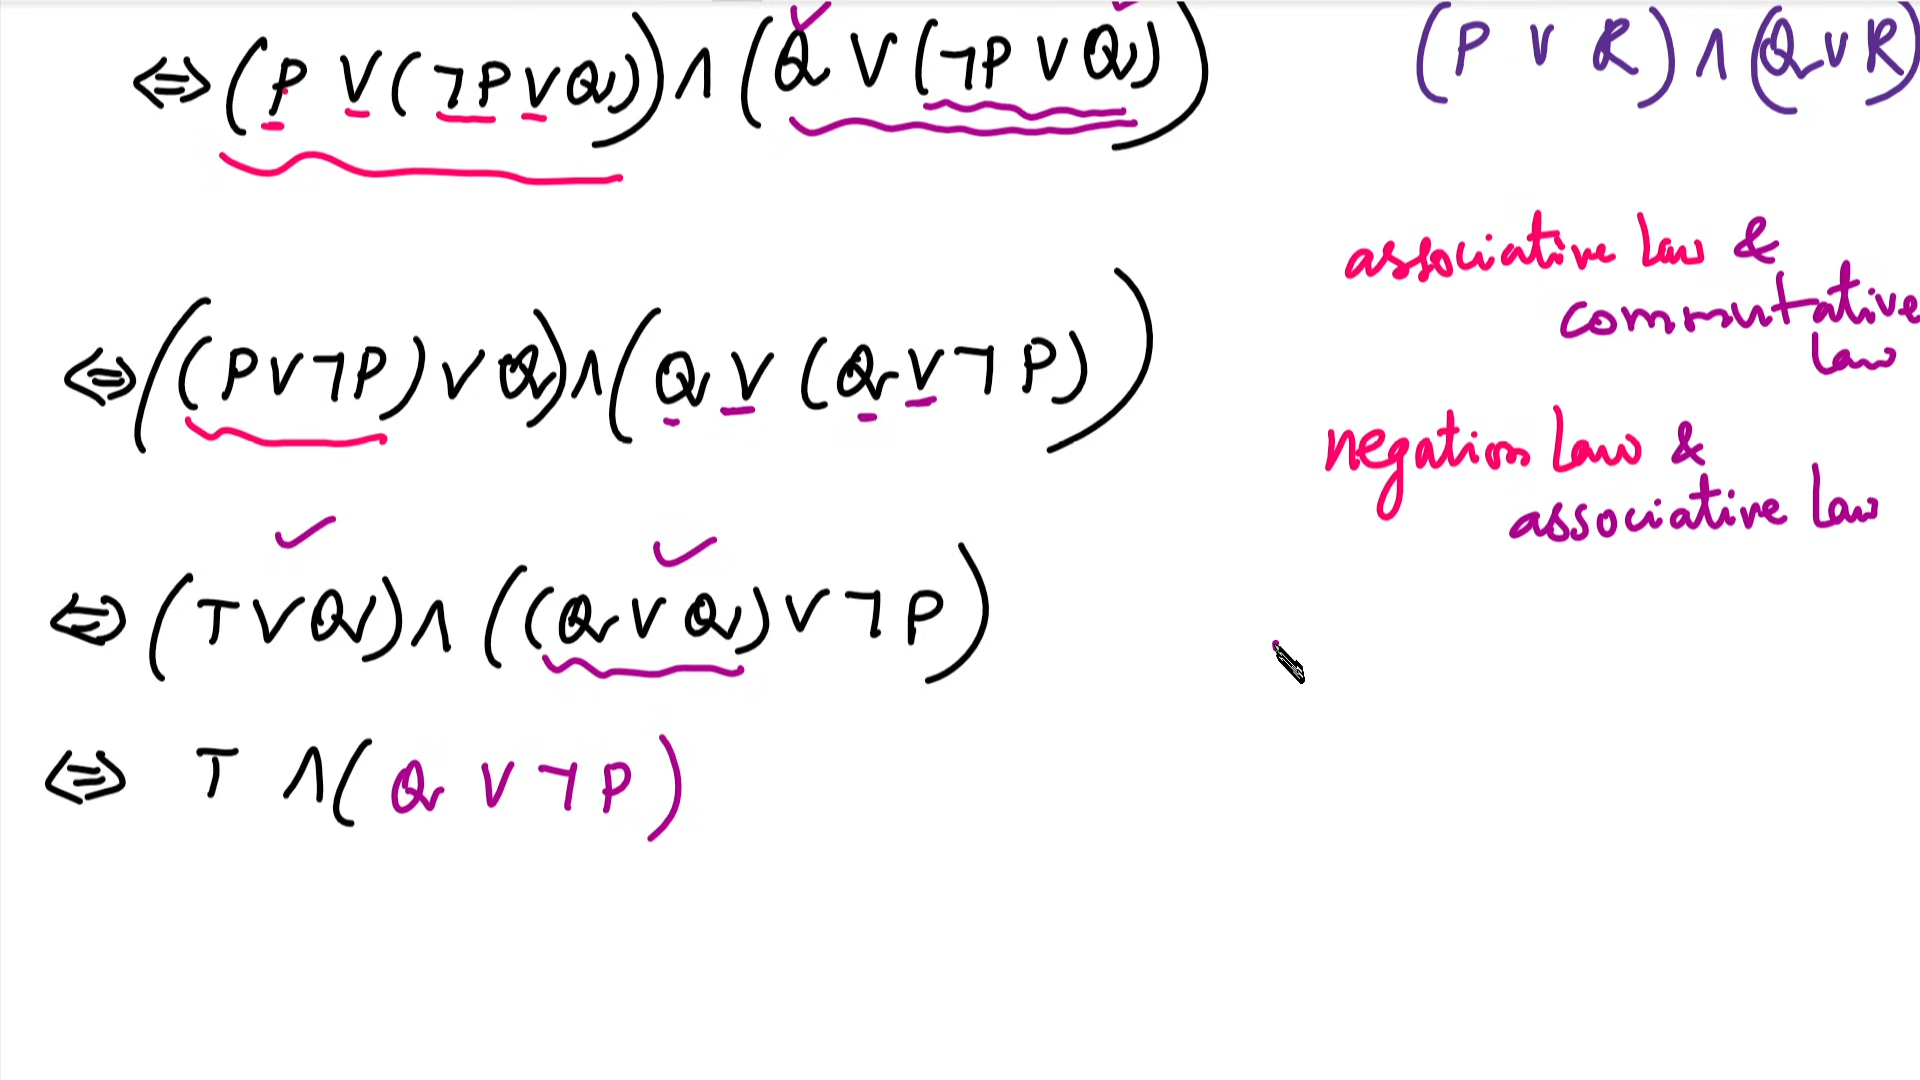 ⇔ (P ∨ (¬P ∨ Q)) ∧ (Q ∨ (¬P ∨ Q))
(P ∨ R) ∧ (Q ∨ R)
associative law &
commutative
law
⇔ ((P ∨ ¬P) ∨ Q) ∧ (Q ∨ (Q ∨ ¬P))
negation law &
associative law
⇔ (T ∨ Q) ∧ ((Q ∨ Q) ∨ ¬P)
⇔ T ∧ (Q ∨ ¬P)